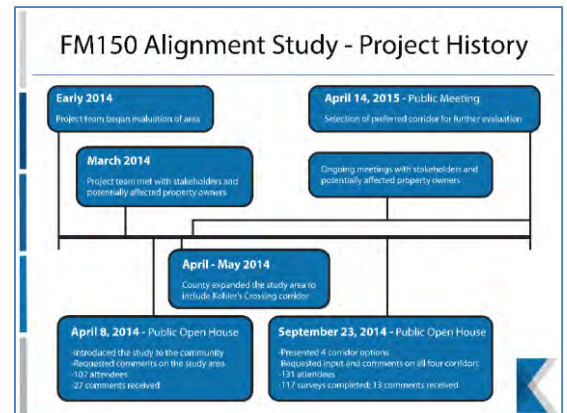 FM150 Alignment Study - Project History
Early 2014
Project team began evaluation of area
April 14, 2015 - Public Meeting
Selection of preferred corridor for further evaluation
March 2014
Project team met with stakeholders and
potentially affected property owners
Ongoing meetings with stakeholders and
potentially affected property owners
April - May 2014
County expanded the study area to
include Kohler's Crossing corridor
April 8, 2014 - Public Open House
-Introduced the study to the community
-Requested comments on the study area
-107 attendees
-27 comments received
September 23, 2014 - Public Open House
-Presented 4 corridor options
-Requested input and comments on all four corridors
-131 attendees
-117 surveys completed; 13 comments received